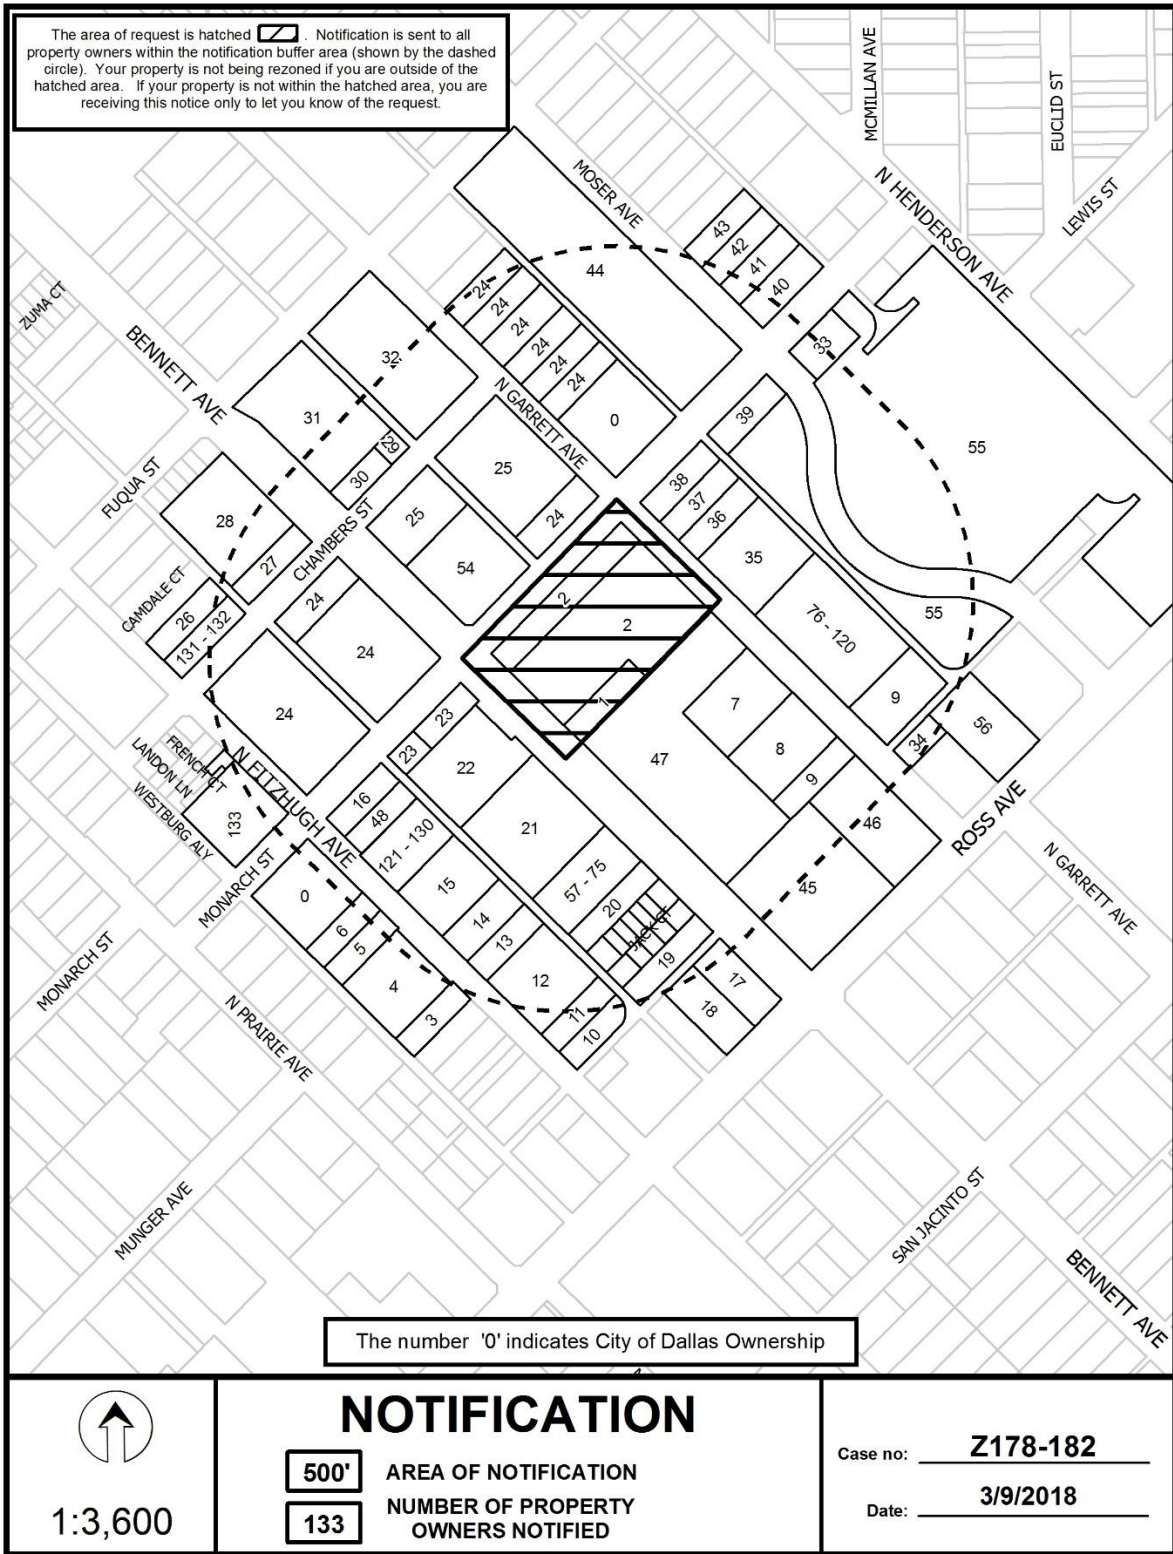 The area of request is hatched . Notification is sent to all
property owners within the notification buffer area (shown by the dashed
circle). Your property is not being rezoned if you are outside of the
hatched area. If your property is not within the hatched area, you are
receiving this notice only to let you know of the request.
MCMILLAN AVE
EUCLID ST
N HENDERSON AVE
LEWIS ST
MOSER AVE
43
42
41
40
44
ZUMA CT
BENNETT AVE
24
24
24
24
24
24
0
33
32
31
29
30
N GARRETT AVE
39
55
25
24
25
54
38
37
36
35
FUQUA ST
28
27
CHAMBERS ST
CAMDALE CT
26
131 - 132
24
24
24
2
2
1
76 - 120
55
9
7
8
9
47
34
56
23
23
22
FRENCH CT
LANDON LN
WESTBURG ALY
N FITZHUGH AVE
133
16
48
121 - 130
21
46
45
ROSS AVE
N GARRETT AVE
MONARCH ST
0
6
5
4
3
15
14
13
12
11
10
57 - 75
20
JACK CT
19
17
18
MONARCH ST
N PRAIRIE AVE
MUNGER AVE
SAN JACINTO ST
BENNETT AVE
The number '0' indicates City of Dallas Ownership
1:3,600
NOTIFICATION
500' AREA OF NOTIFICATION
133 NUMBER OF PROPERTY
OWNERS NOTIFIED
Case no: Z178-182
Date: 3/9/2018